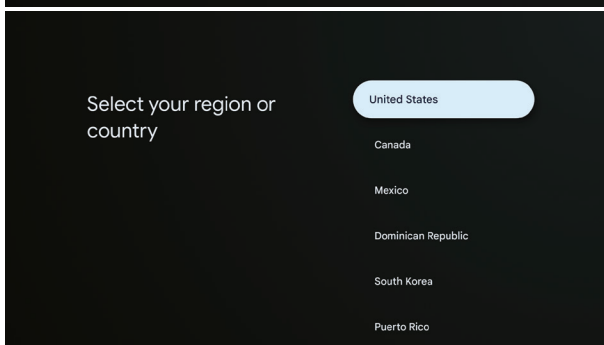 Select your region or
country
United States
Canada
Mexico
Dominican Republic
South Korea
Puerto Rico